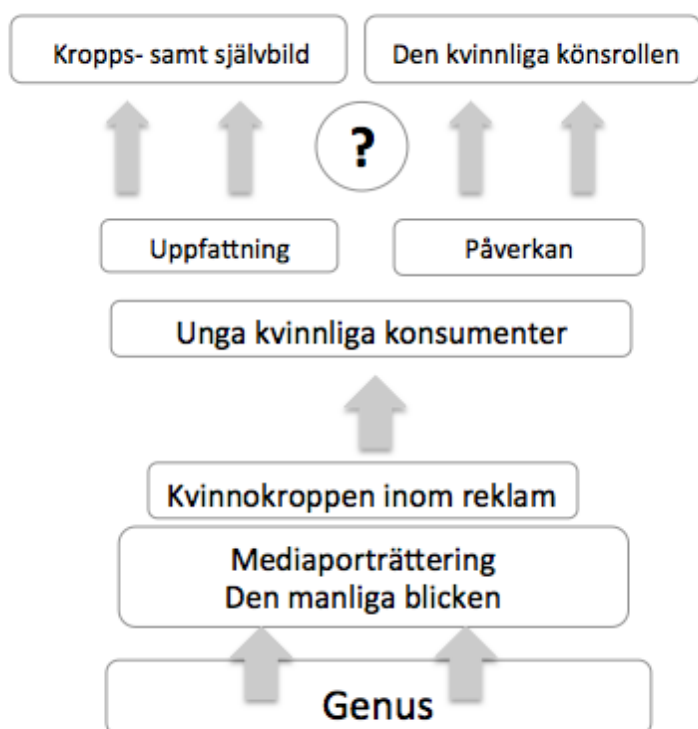 Kropps- samt självbild
Den kvinnliga könsrollen
?
Uppfattning
Påverkan
Unga kvinnliga konsumenter
Kvinnokroppen inom reklam
Mediaporträttering
Den manliga blicken
Genus